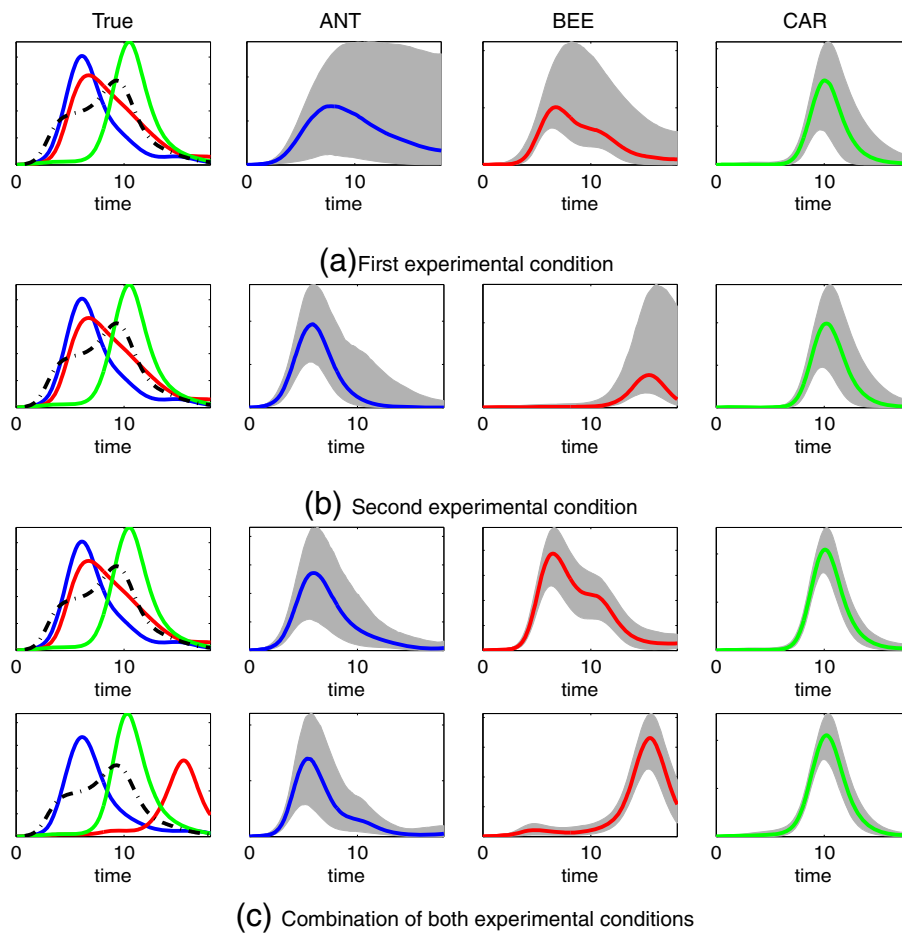 True ANT BEE CAR
0 10 0 10 0 10 0 10
time time time time
(a)First experimental condition
0 10 0 10 0 10 0 10
time time time time
(b) Second experimental condition
0 10 0 10 0 10 0 10
time time time time
0 10 0 10 0 10 0 10
time time time time
(c) Combination of both experimental conditions